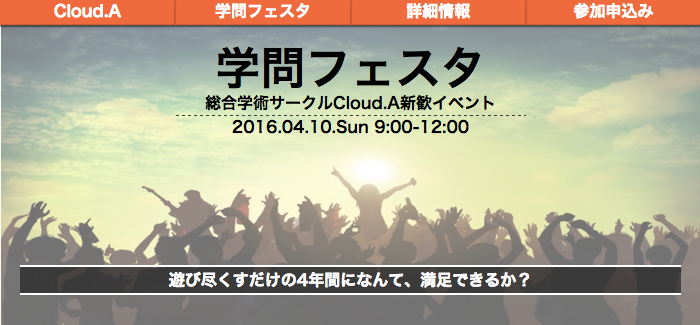 Cloud.A
学問フェスタ
詳細情報
参加申込み
学問フェスタ
総合学術サークルCloud.A新歓イベント
2016.04.10.Sun 9:00-12:00
遊び尽くすだけの4年間になんて、満足できるか？